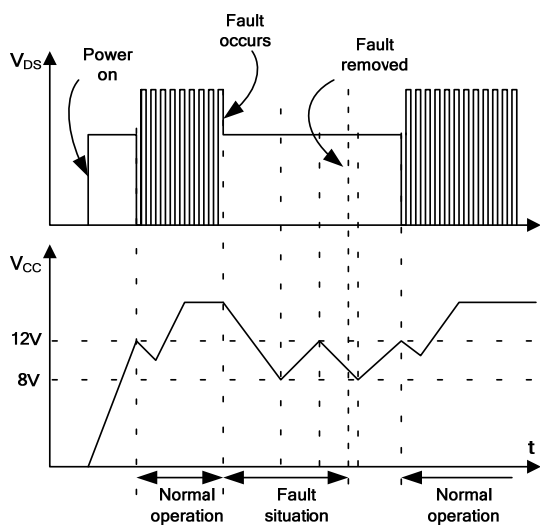 Fault
occurs
Power
on
Fault
removed
VDS
VCC
12V
8V
t
Normal
operation
Fault
situation
Normal
operation